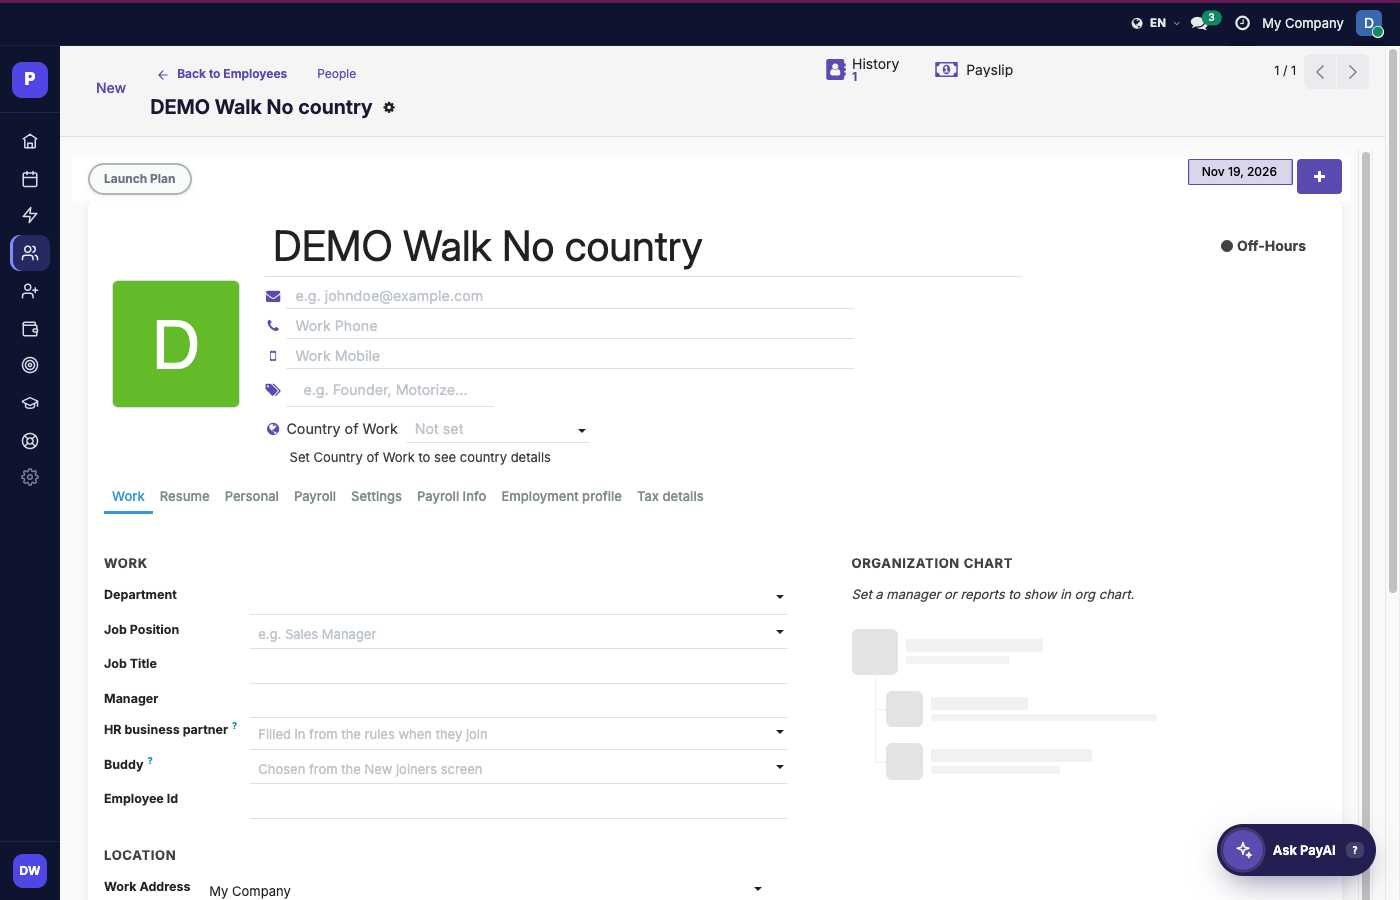 EN
3
My Company
D
P
New
Back to Employees
People
DEMO Walk No country
History
1
Payslip
1 / 1
Launch Plan
Nov 19, 2026
+
DEMO Walk No country
Off-Hours
D
e.g. johndoe@example.com
Work Phone
Work Mobile
e.g. Founder, Motorize...
Country of Work
Not set
Set Country of Work to see country details
Work
Resume
Personal
Payroll
Settings
Payroll Info
Employment profile
Tax details
WORK
ORGANIZATION CHART
Department
Set a manager or reports to show in org chart.
Job Position
e.g. Sales Manager
Job Title
Manager
HR business partner ?
Filled in from the rules when they join
Buddy ?
Chosen from the New joiners screen
Employee Id
LOCATION
Work Address
My Company
Ask PayAI
?
DW